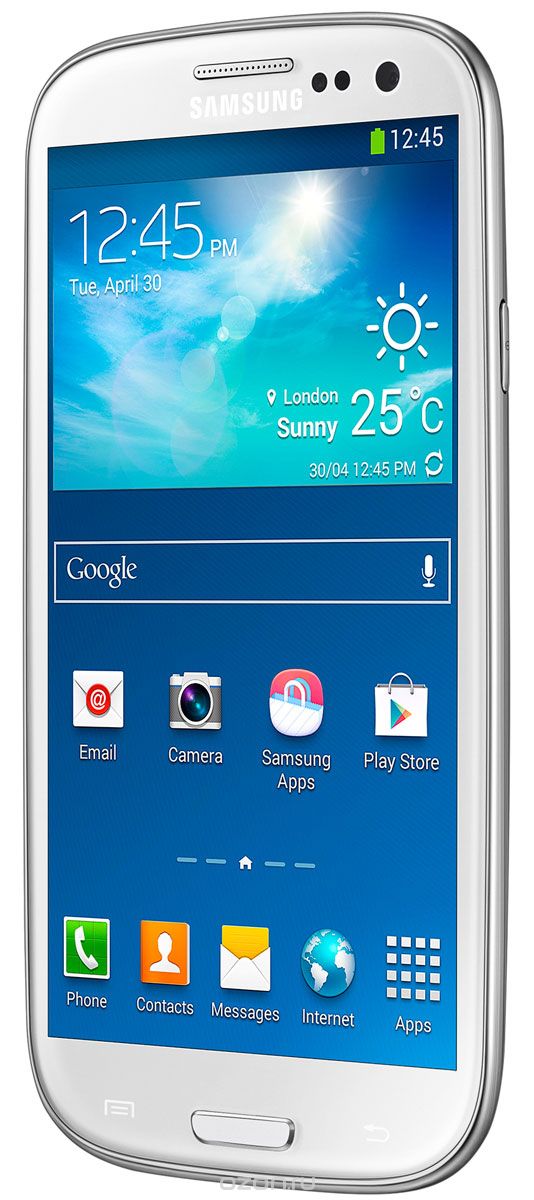 SAMSUNG
12:45
12:45 PM
Tue, April 30
London
Sunny 25°C
30/04 12:45 PM
Google
Email
Camera
Samsung
Apps
Play Store
Phone
Contacts
Messages
Internet
Apps
ozon.ru